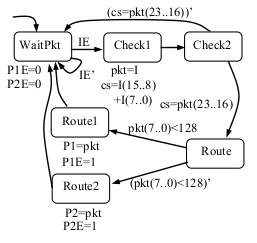 (cs=pkt(23..16))’
WaitPkt
IE
Check1
Check2
P1E=0
P2E=0
IE’
pkt=I
cs=I(15..8)
+I(7..0)
cs=pkt(23..16)
Route1
pkt(7..0)<128
P1=pkt
P1E=1
Route
Route2
(pkt(7..0)<128)’
P2=pkt
P2E=1